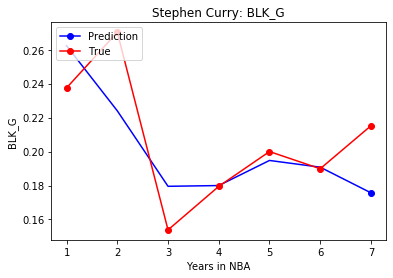 Stephen Curry: BLK_G
Prediction
True
0.26
0.24
0.22
0.20
0.18
0.16
BLK_G
1 2 3 4 5 6 7
Years in NBA